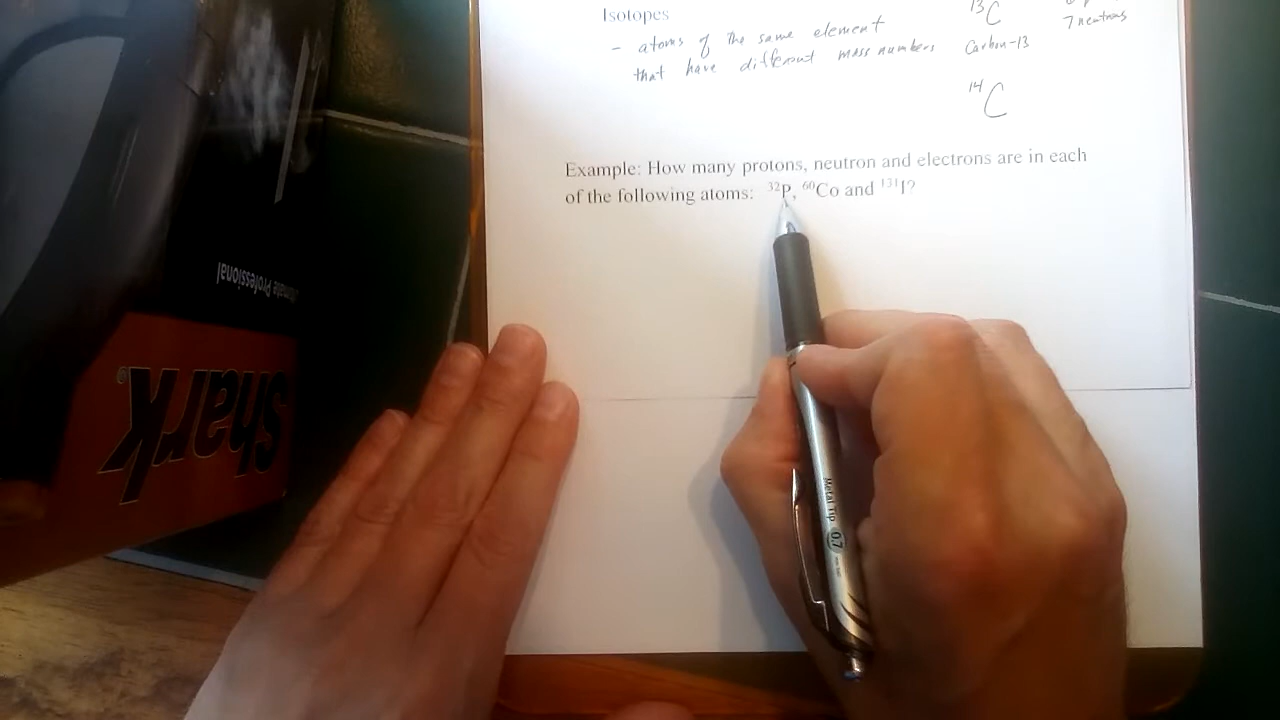 Isotopes
- atoms of the same element
that have different mass numbers
¹³C
7 neutrons
Carbon-13
¹⁴C
Example: How many protons, neutron and electrons are in each
of the following atoms: ³²P, ⁶⁰Co and ¹³¹I?
Professional
Shark®
Metal Tip 0.7